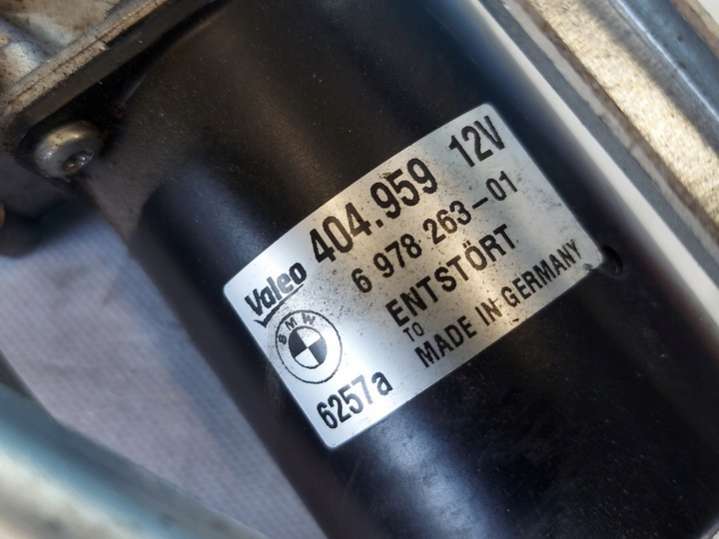 Valeo 404.959 12V
6 978 263-01
BMW ENTSTÖRT
TO
6257a MADE IN GERMANY